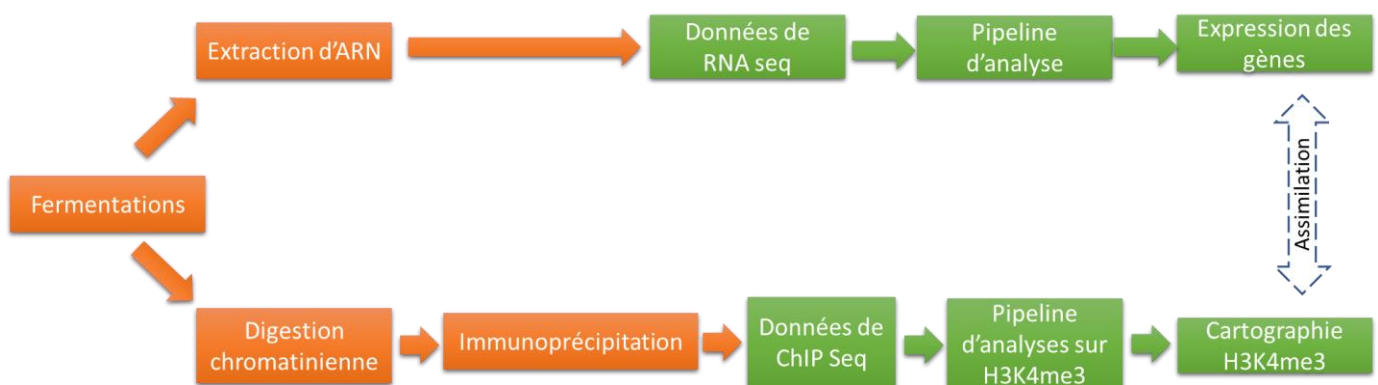 Extraction d'ARN
Données de
RNA seq
Pipeline
d'analyse
Expression des
gènes
Fermentations
Assimilation
Digestion
chromatinienne
Immunoprécipitation
Données de
ChIP Seq
Pipeline
d'analyses sur
H3K4me3
Cartographie
H3K4me3